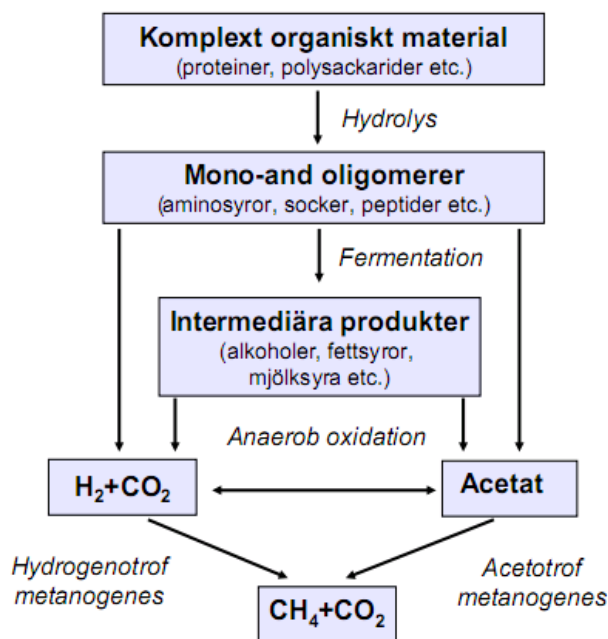 Komplext organiskt material
(proteiner, polysackarider etc.)
Hydrolys
Mono-and oligomerer
(aminosyror, socker, peptider etc.)
Fermentation
Intermediära produkter
(alkoholer, fettsyror,
mjölksyra etc.)
Anaerob oxidation
H₂+CO₂
Acetat
Hydrogenotrof
metanogenes
Acetotrof
metanogenes
CH₄+CO₂